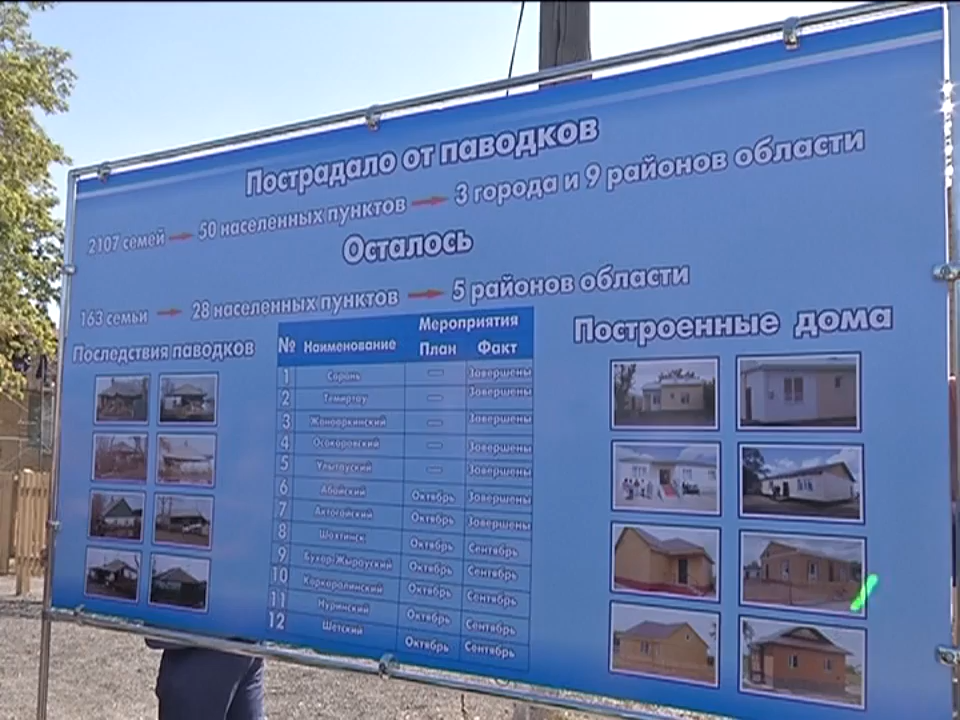 Пострадало от паводков
2107 семей → 50 населенных пунктов → 3 города и 9 районов области
Осталось
163 семьи → 28 населенных пунктов → 5 районов области
Последствия паводков
№ Наименование Мероприятия
План Факт
1 Сарань — Завершены
2 Темиртау — Завершены
3 Жанааркинский — Завершены
4 Осакаровский — Завершены
5 Улытауский — Завершены
6 Абайский Октябрь Завершены
7 Актогайский Октябрь Завершены
8 Шахтинск Октябрь Сентябрь
9 Бухар-Жырауский Октябрь Сентябрь
10 Каркаралинский Октябрь Сентябрь
11 Нуринский Октябрь Сентябрь
12 Шетский Октябрь Сентябрь
Построенные дома